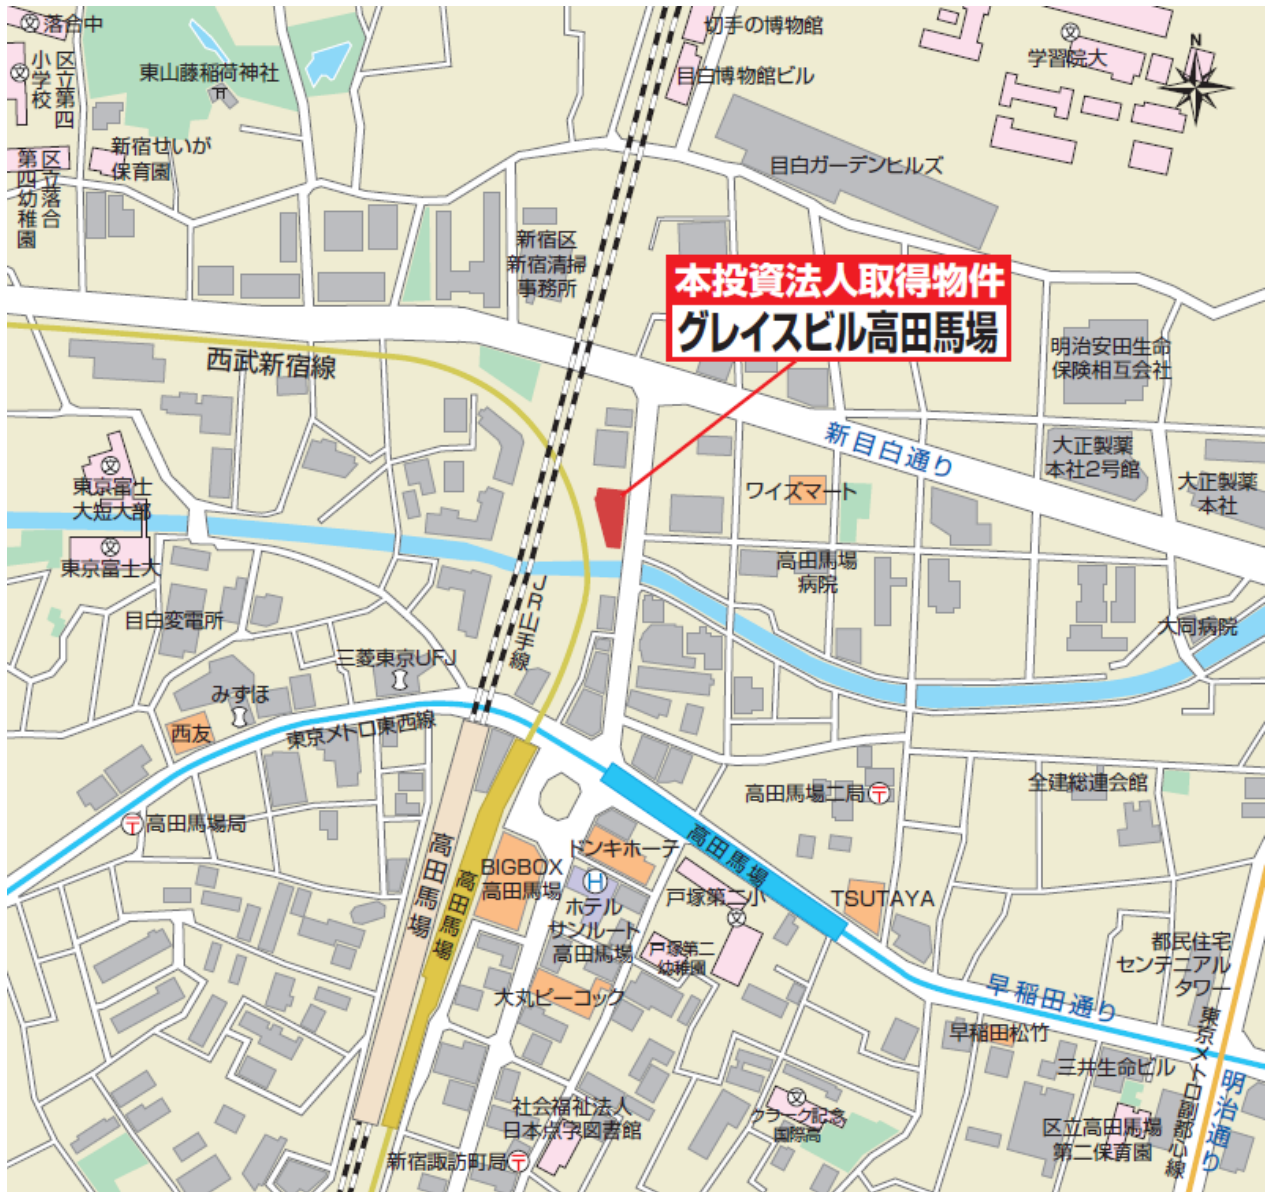 落合中
区立第四
小学校
区立落合
第四幼稚園
東山藤稲荷神社
新宿せいが
保育園
切手の博物館
目白博物館ビル
学習院大
N
目白ガーデンヒルズ
新宿区
新宿清掃
事務所
本投資法人取得物件
グレイスビル高田馬場
西武新宿線
明治安田生命
保険相互会社
新目白通り
大正製薬
本社2号館
大正製薬
本社
東京富士
大短大部
東京富士大
ワイズマート
高田馬場
病院
目白変電所
JR山手線
大同病院
三菱東京UFJ
みずほ
西友
東京メトロ東西線
高田馬場局
高田馬場二局
全建総連会館
高田馬場
高田馬場
高田馬場
BIGBOX
高田馬場
ドンキホーテ
H
ホテル
サンルート
高田馬場
戸塚第二小
戸塚第二
幼稚園
TSUTAYA
大丸ピーコック
早稲田通り
都民住宅
センテニアル
タワー
早稲田松竹
三井生命ビル
東京メトロ副都心線
明治通り
社会福祉法人
日本点字図書館
クラーク記念
国際高
区立高田馬場
第二保育園
新宿諏訪町局